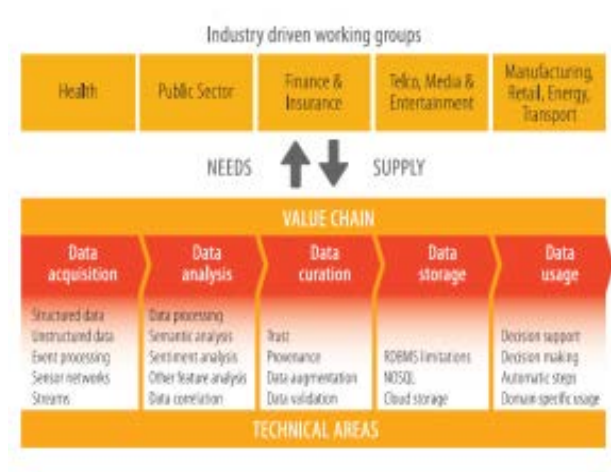 Industry driven working groups
Health
Public Sector
Finance &
Insurance
Telco, Media &
Entertainment
Manufacturing,
Retail, Energy,
Transport
NEEDS
SUPPLY
VALUE CHAIN
Data
acquisition
Data
analysis
Data
curation
Data
storage
Data
usage
Structured data
Unstructured data
Event processing
Sensor networks
Streams
Data processing
Semantic analysis
Sentiment analysis
Other feature analysis
Data correlation
Trust
Provenance
Data augmentation
Data validation
RDBMS limitations
NOSQL
Cloud storage
Decision support
Decision making
Automatic steps
Domain specific usage
TECHNICAL AREAS